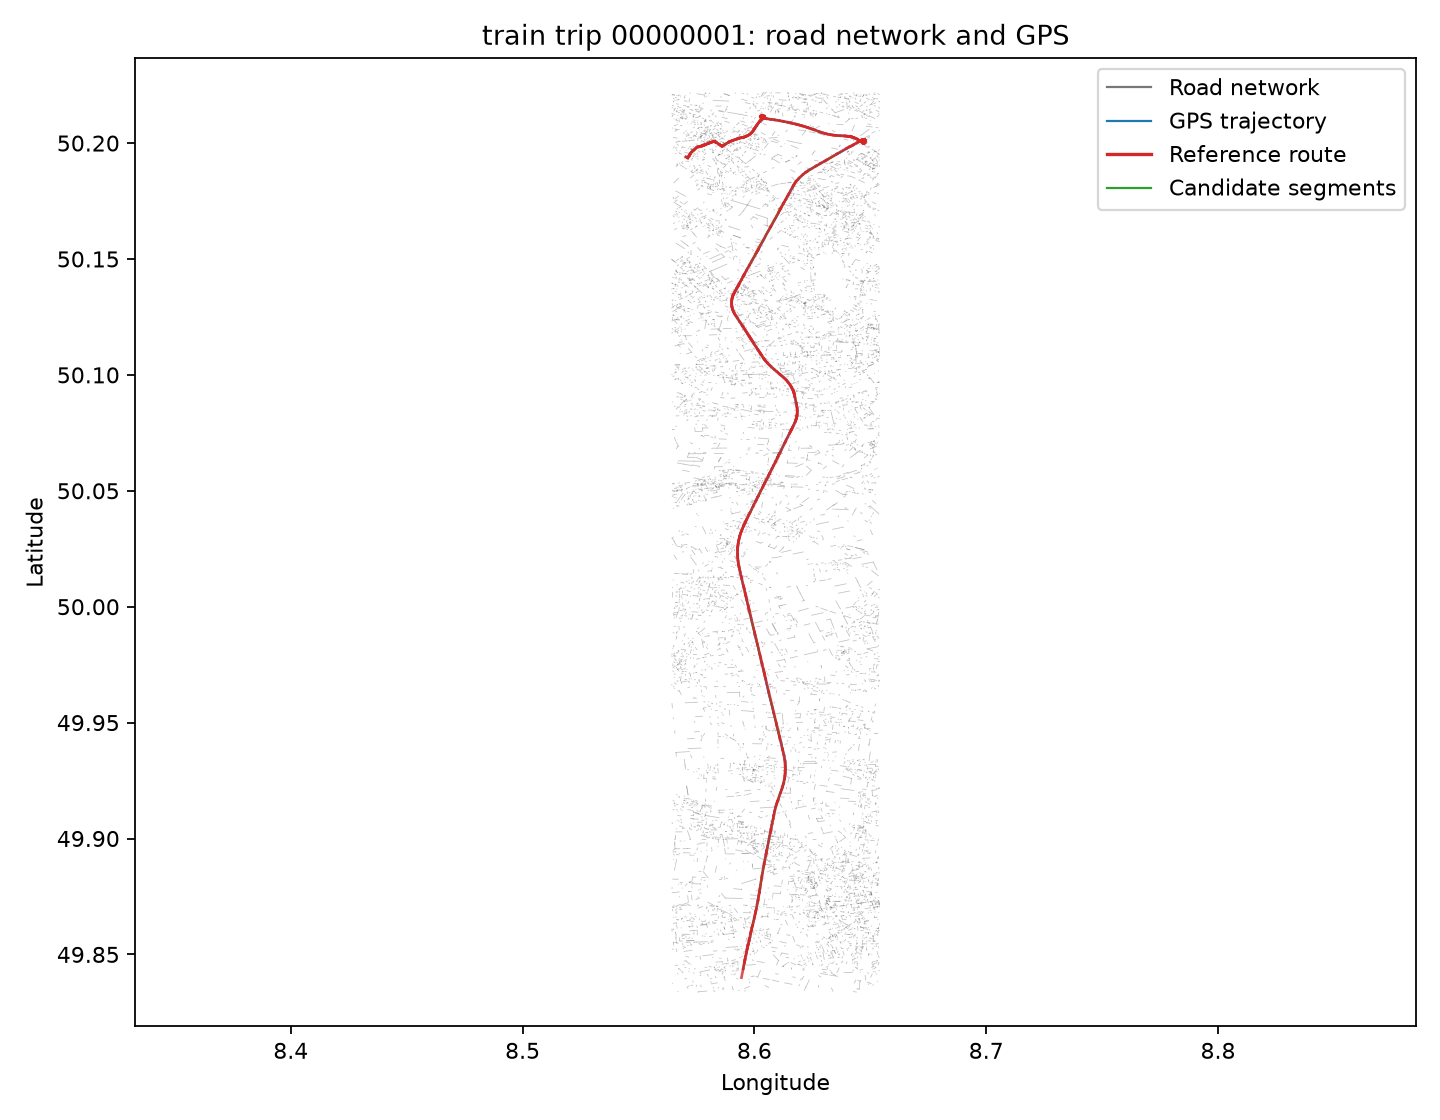 train trip 00000001: road network and GPS
Road network
GPS trajectory
Reference route
Candidate segments
50.20
50.15
50.10
50.05
50.00
49.95
49.90
49.85
Latitude
8.4 8.5 8.6 8.7 8.8
Longitude